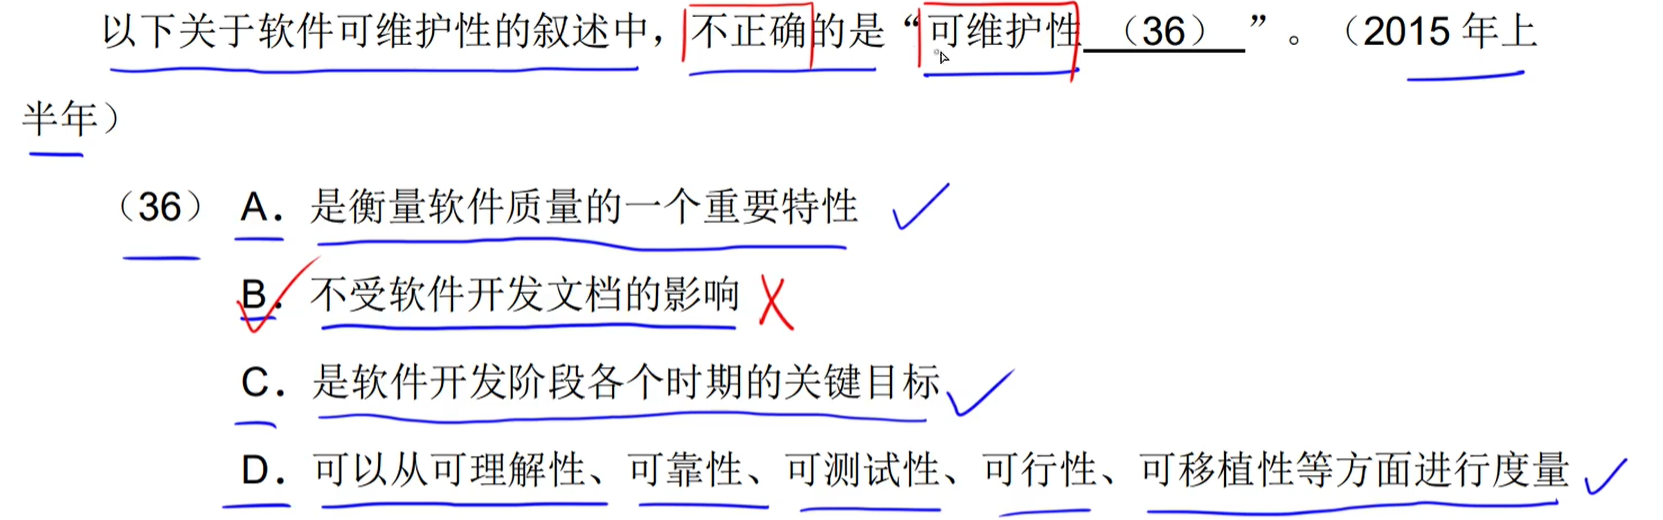 以下关于软件可维护性的叙述中，不正确的是“可维护性（36）”。（2015年上
半年）
（36）A．是衡量软件质量的一个重要特性
B．不受软件开发文档的影响
C．是软件开发阶段各个时期的关键目标
D．可以从可理解性、可靠性、可测试性、可行性、可移植性等方面进行度量